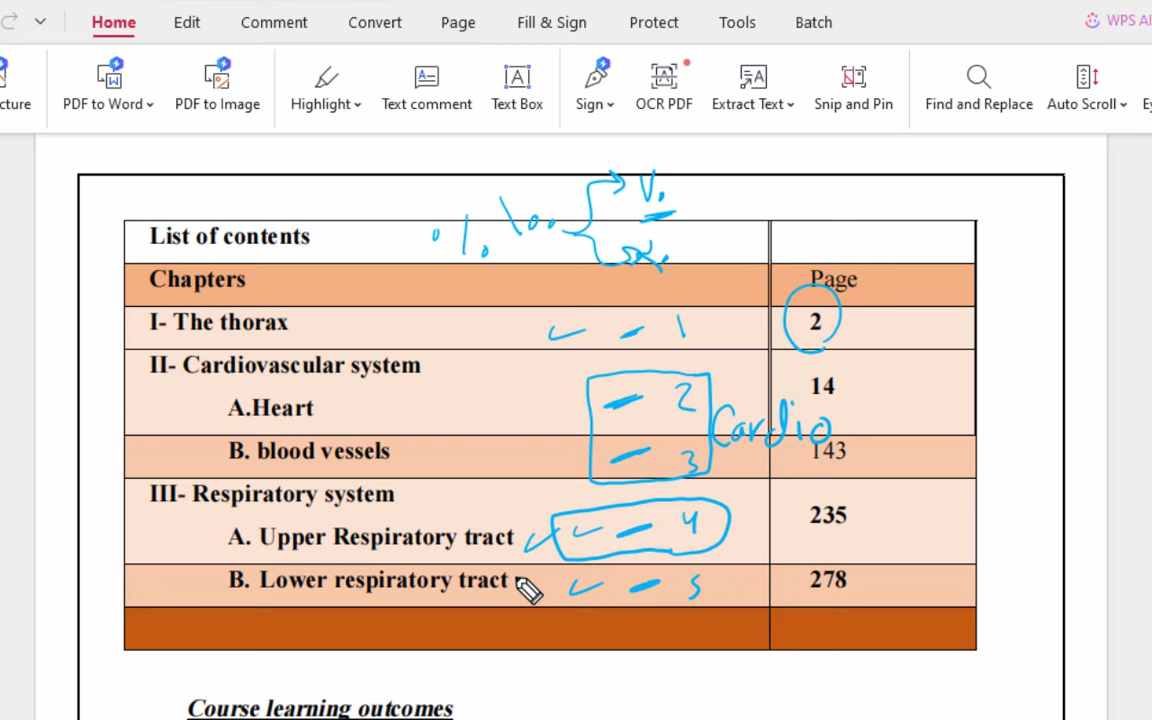 Home Edit Comment Convert Page Fill & Sign Protect Tools Batch WPS AI
cture PDF to Word PDF to Image Highlight Text comment Text Box Sign OCR PDF Extract Text Snip and Pin Find and Replace Auto Scroll Ey
V.
% 100
List of contents
Chapters Page
I- The thorax - 1 2
II- Cardiovascular system
14
A.Heart - 2
Cardio
B. blood vessels - 3 143
III- Respiratory system
235
A. Upper Respiratory tract - 4
B. Lower respiratory tract - 5 278
Course learning outcomes